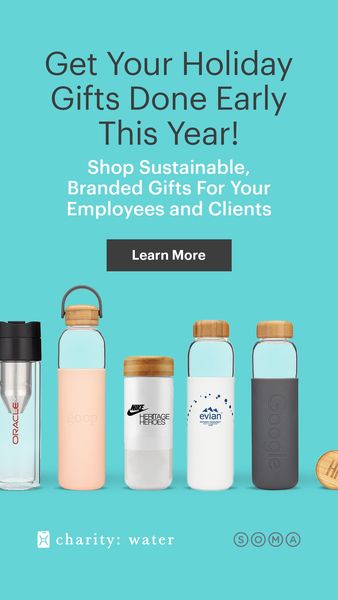 Get Your Holiday
Gifts Done Early
This Year!
Shop Sustainable,
Branded Gifts For Your
Employees and Clients
Learn More
ORACLE
goop
NIKE
HERITAGE
HEROES
evian
Google
charity: water
SOMA